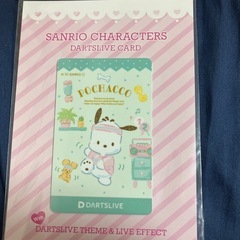 SANRIO CHARACTERS
DARTSLIVE CARD
POCHACCO
DARTSLIVE
DARTSLIVE THEME & LIVE EFFECT